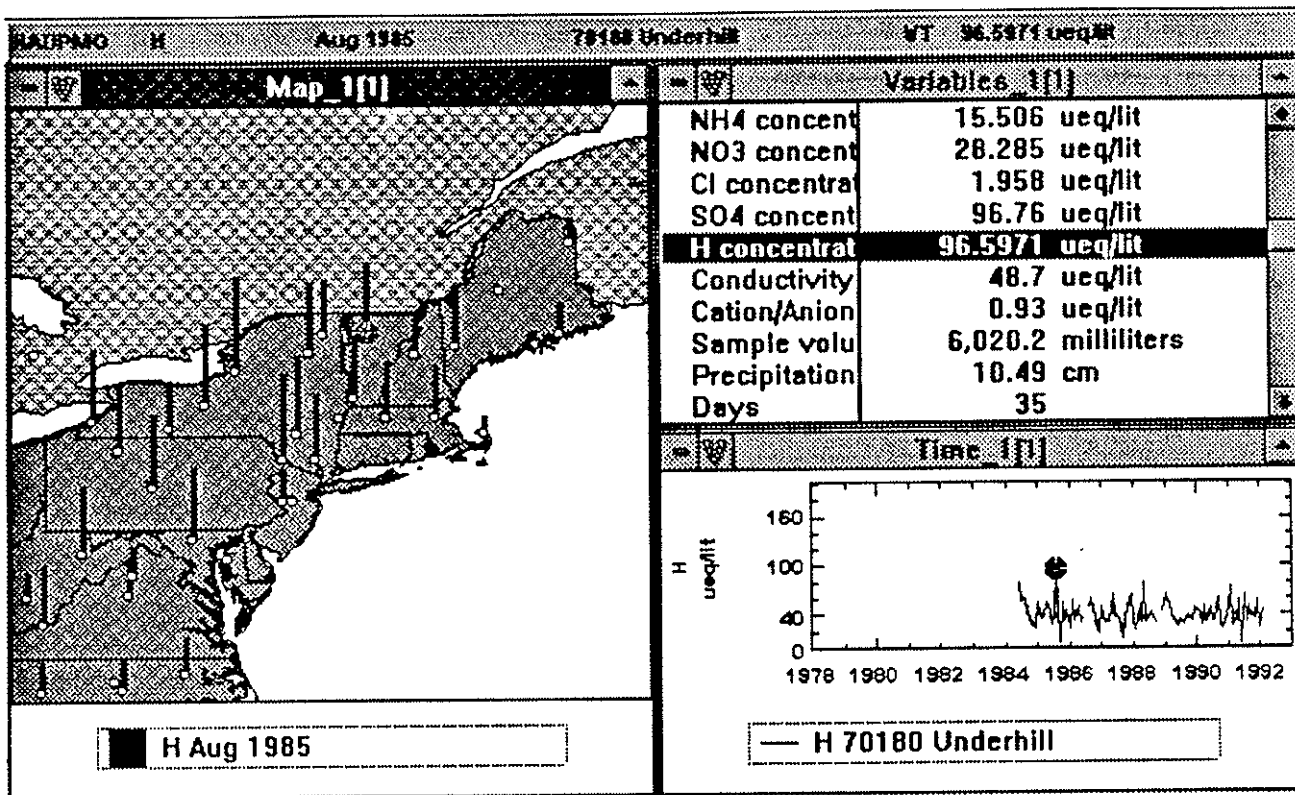 H Aug 1985 Underhill VT 96.5971 ueq/lit
Map_1[1]
H Aug 1985
Variables_1[1]
NH4 concent 15.506 ueq/lit
NO3 concent 28.285 ueq/lit
Cl concentrat 1.958 ueq/lit
SO4 concent 96.76 ueq/lit
H concentrat 96.5971 ueq/lit
Conductivity 48.7 ueq/lit
Cation/Anion 0.93 ueq/lit
Sample volu 6,020.2 milliliters
Precipitation 10.49 cm
Days 35
Time_1[1]
H
ueq/lit
160
100
40
0
1978 1980 1982 1984 1986 1988 1990 1992
H 70180 Underhill